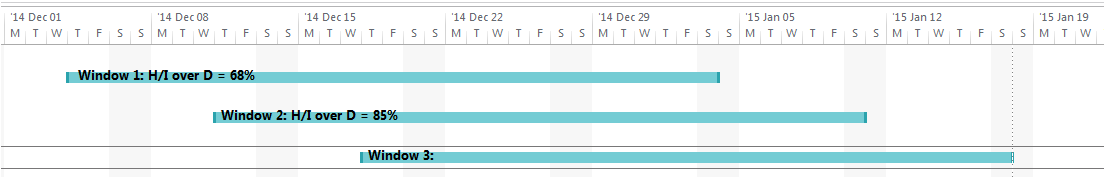 '14 Dec 01 '14 Dec 08 '14 Dec 15 '14 Dec 22 '14 Dec 29 '15 Jan 05 '15 Jan 12 '15 Jan 19
M T W T F S S M T W T F S S M T W T F S S M T W T F S S M T W T F S S M T W T F S S M T W T F S S M T W
Window 1: H/I over D = 68%
Window 2: H/I over D = 85%
Window 3: